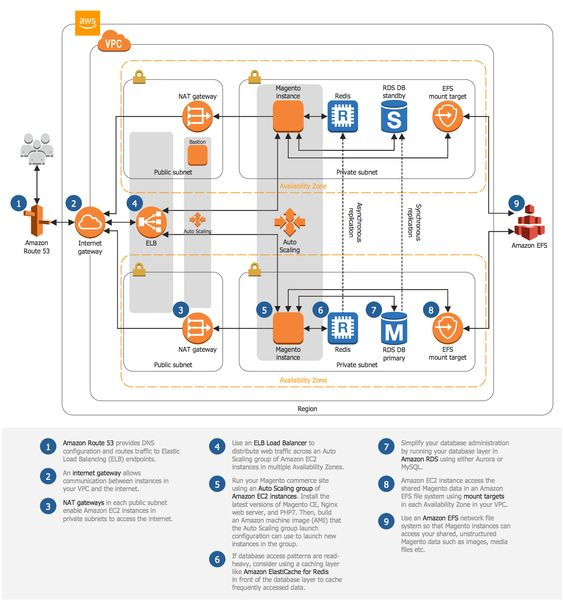 aws
VPC
NAT gateway
Magento
instance
Redis
RDS DB
standby
EFS
mount target
Bastion
Public subnet
Private subnet
Availability Zone
1
2
4
9
Amazon
Route 53
Internet
gateway
ELB
Auto Scaling
Auto
Scaling
Asynchronous
replication
Synchronous
replication
Amazon EFS
3
5
6
7
8
R
S
R
M
NAT gateway
Magento
instance
Redis
RDS DB
primary
EFS
mount target
Public subnet
Private subnet
Availability Zone
Region
1
Amazon Route 53 provides DNS
configuration and routes traffic to Elastic
Load Balancing (ELB) endpoints.
2
An internet gateway allows
communication between instances in
your VPC and the internet.
3
NAT gateways in each public subnet
enable Amazon EC2 instances in
private subnets to access the internet.
4
Use an ELB Load Balancer to
distribute web traffic across an Auto
Scaling group of Amazon EC2
instances in multiple Availability Zones.
5
Run your Magento commerce site
using an Auto Scaling group of
Amazon EC2 instances. Install the
latest versions of Magento CE, Nginx
web server, and PHP7. Then, build
an Amazon machine image (AMI) that
the Auto Scaling group launch
configuration can use to launch new
instances in the group.
6
If database access patterns are read-
heavy, consider using a caching layer
like Amazon ElastiCache for Redis
in front of the database layer to cache
frequently accessed data.
7
Simplify your database administration
by running your database layer in
Amazon RDS using either Aurora or
MySQL.
8
Amazon EC2 Instance access the
shared Magento data in an Amazon
EFS file system using mount targets
in each Availability Zone in your VPC.
9
Use an Amazon EFS network file
system so that Magento instances can
access your shared, unstructured
Magento data such as images, media
files etc.